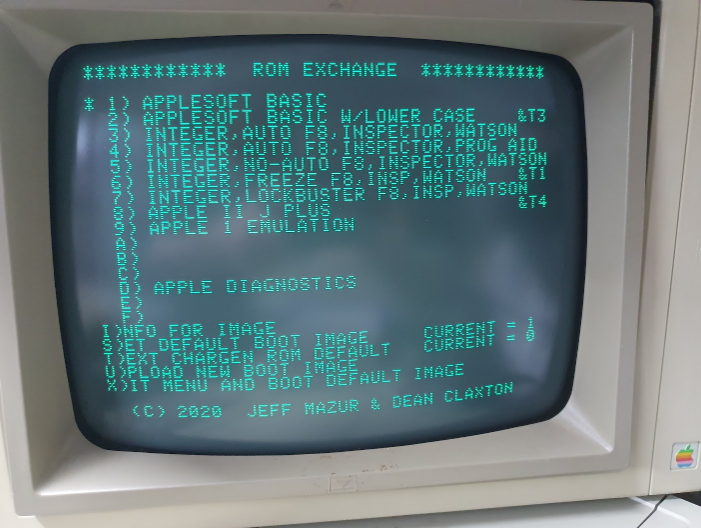 ************ ROM EXCHANGE ************
* 1) APPLESOFT BASIC
2) APPLESOFT BASIC W/LOWER CASE &T3
3) INTEGER,AUTO F8,INSPECTOR,WATSON
4) INTEGER,AUTO F8,INSPECTOR,PROG AID
5) INTEGER,NO-AUTO F8,INSPECTOR,WATSON
6) INTEGER,FREEZE F8,INSP,WATSON &T1
7) INTEGER,LOCKBUSTER F8,INSP,WATSON
8) APPLE II J PLUS &T4
9) APPLE 1 EMULATION
A)
B)
C)
D) APPLE DIAGNOSTICS
E)
F)
I)NFO FOR IMAGE
S)ET DEFAULT BOOT IMAGE CURRENT = 1
T)EXT CHARGEN ROM DEFAULT CURRENT = 0
U)PLOAD NEW BOOT IMAGE
X)IT MENU AND BOOT DEFAULT IMAGE
(C) 2020 JEFF MAZUR & DEAN CLAXTON